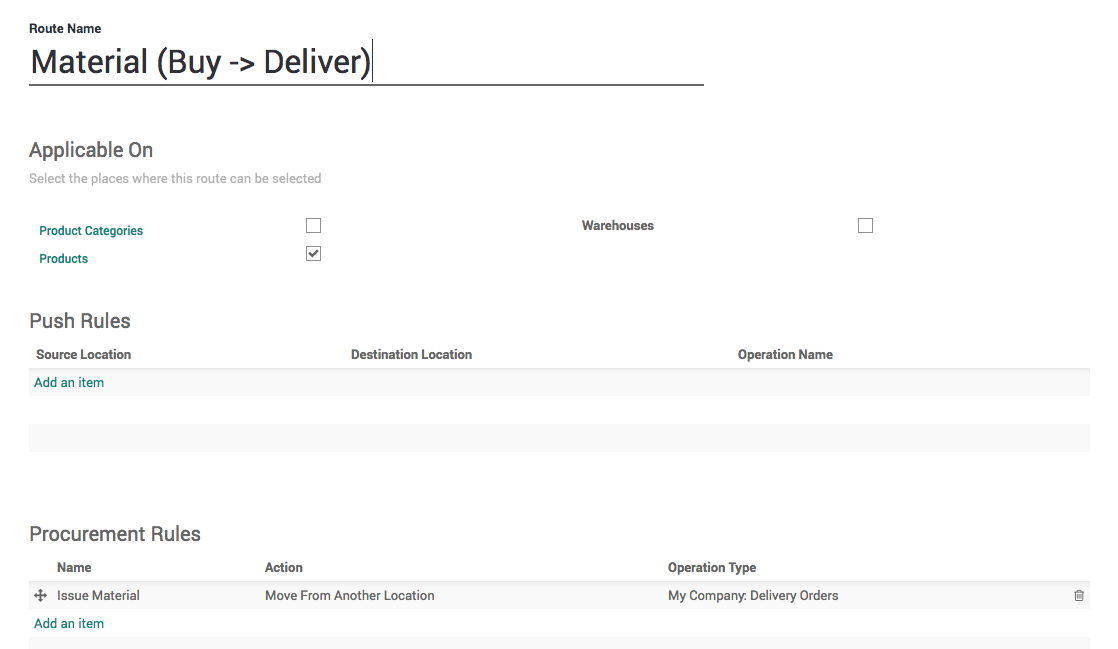 Route Name
Material (Buy -> Deliver)
Applicable On
Select the places where this route can be selected
Product Categories
Warehouses
Products
Push Rules
Source Location Destination Location Operation Name
Add an item
Procurement Rules
Name Action Operation Type
Issue Material Move From Another Location My Company: Delivery Orders
Add an item